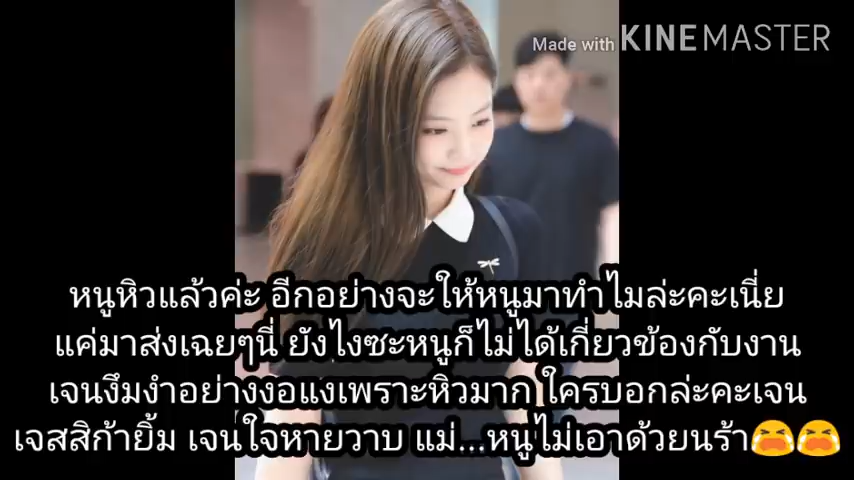 Made with KINEMASTER
หนูหิวแล้วค่ะ อีกอย่างจะให้หนูมาทำไมล่ะคะเนี่ย
แค่มาส่งเฉยๆนี่ ยังไงซะหนูก็ไม่ได้เกี่ยวข้องกับงาน
เจนงึมงำอย่างงอแงเพราะหิวมาก ใครบอกล่ะคะเจน
เจสสิก้ายิ้ม เจนใจหายวาบ แม่...หนูไม่เอาด้วยนร้า😭😭